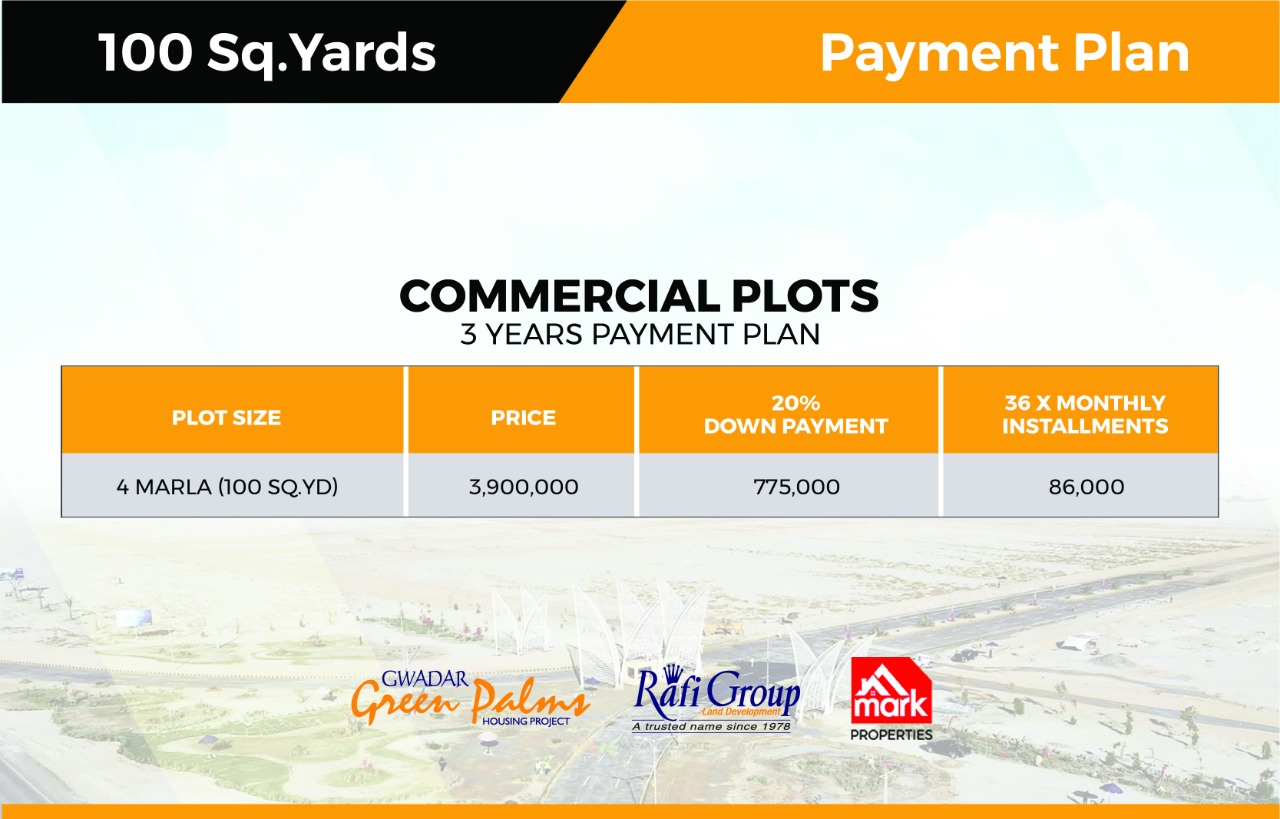 100 Sq.Yards
Payment Plan
COMMERCIAL PLOTS
3 YEARS PAYMENT PLAN
PLOT SIZE
PRICE
20%
DOWN PAYMENT
36 X MONTHLY
INSTALLMENTS
4 MARLA (100 SQ.YD)
3,900,000
775,000
86,000
GWADAR
Green Palms
HOUSING PROJECT
Rafi Group
Land Development
A trusted name since 1978
mark
PROPERTIES